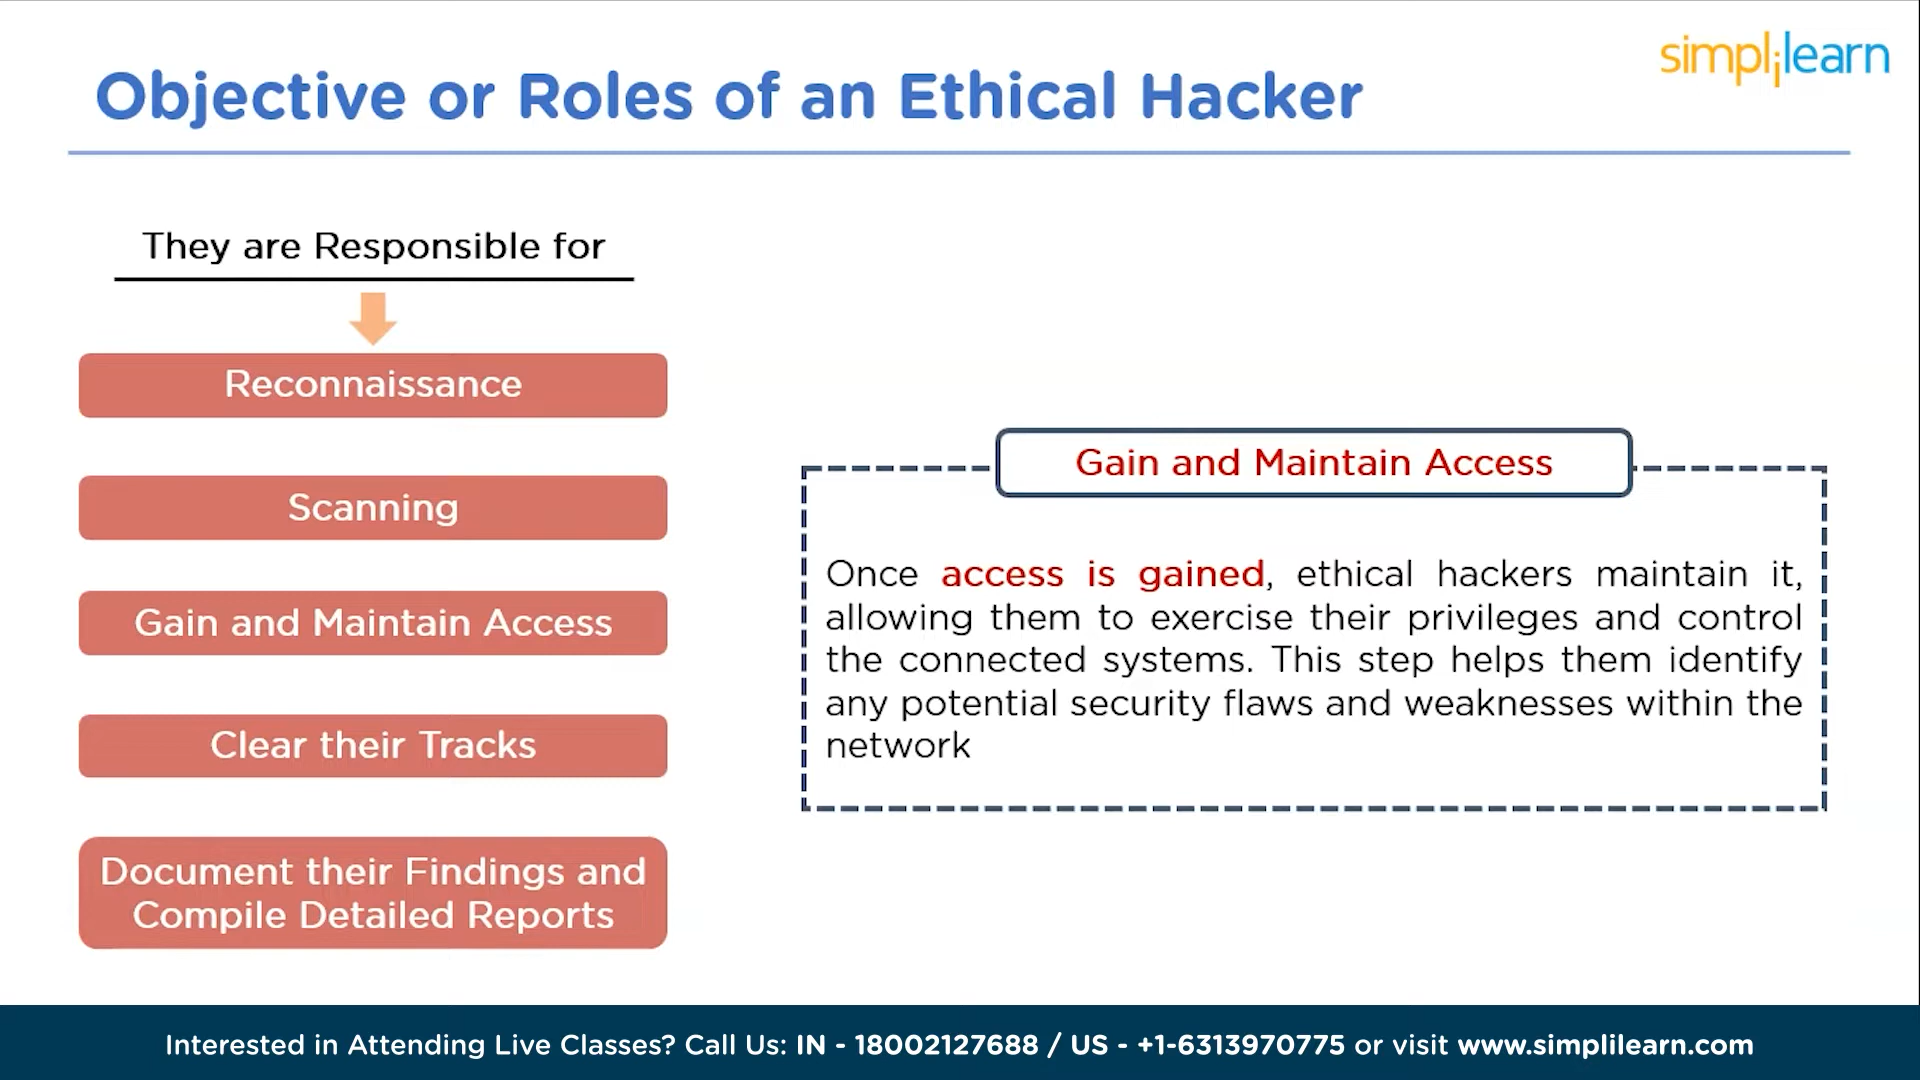 simplilearn
Objective or Roles of an Ethical Hacker
They are Responsible for
Reconnaissance
Scanning
Gain and Maintain Access
Clear their Tracks
Document their Findings and
Compile Detailed Reports
Gain and Maintain Access
Once access is gained, ethical hackers maintain it,
allowing them to exercise their privileges and control
the connected systems. This step helps them identify
any potential security flaws and weaknesses within the
network
Interested in Attending Live Classes? Call Us: IN - 18002127688 / US - +1-6313970775 or visit www.simplilearn.com